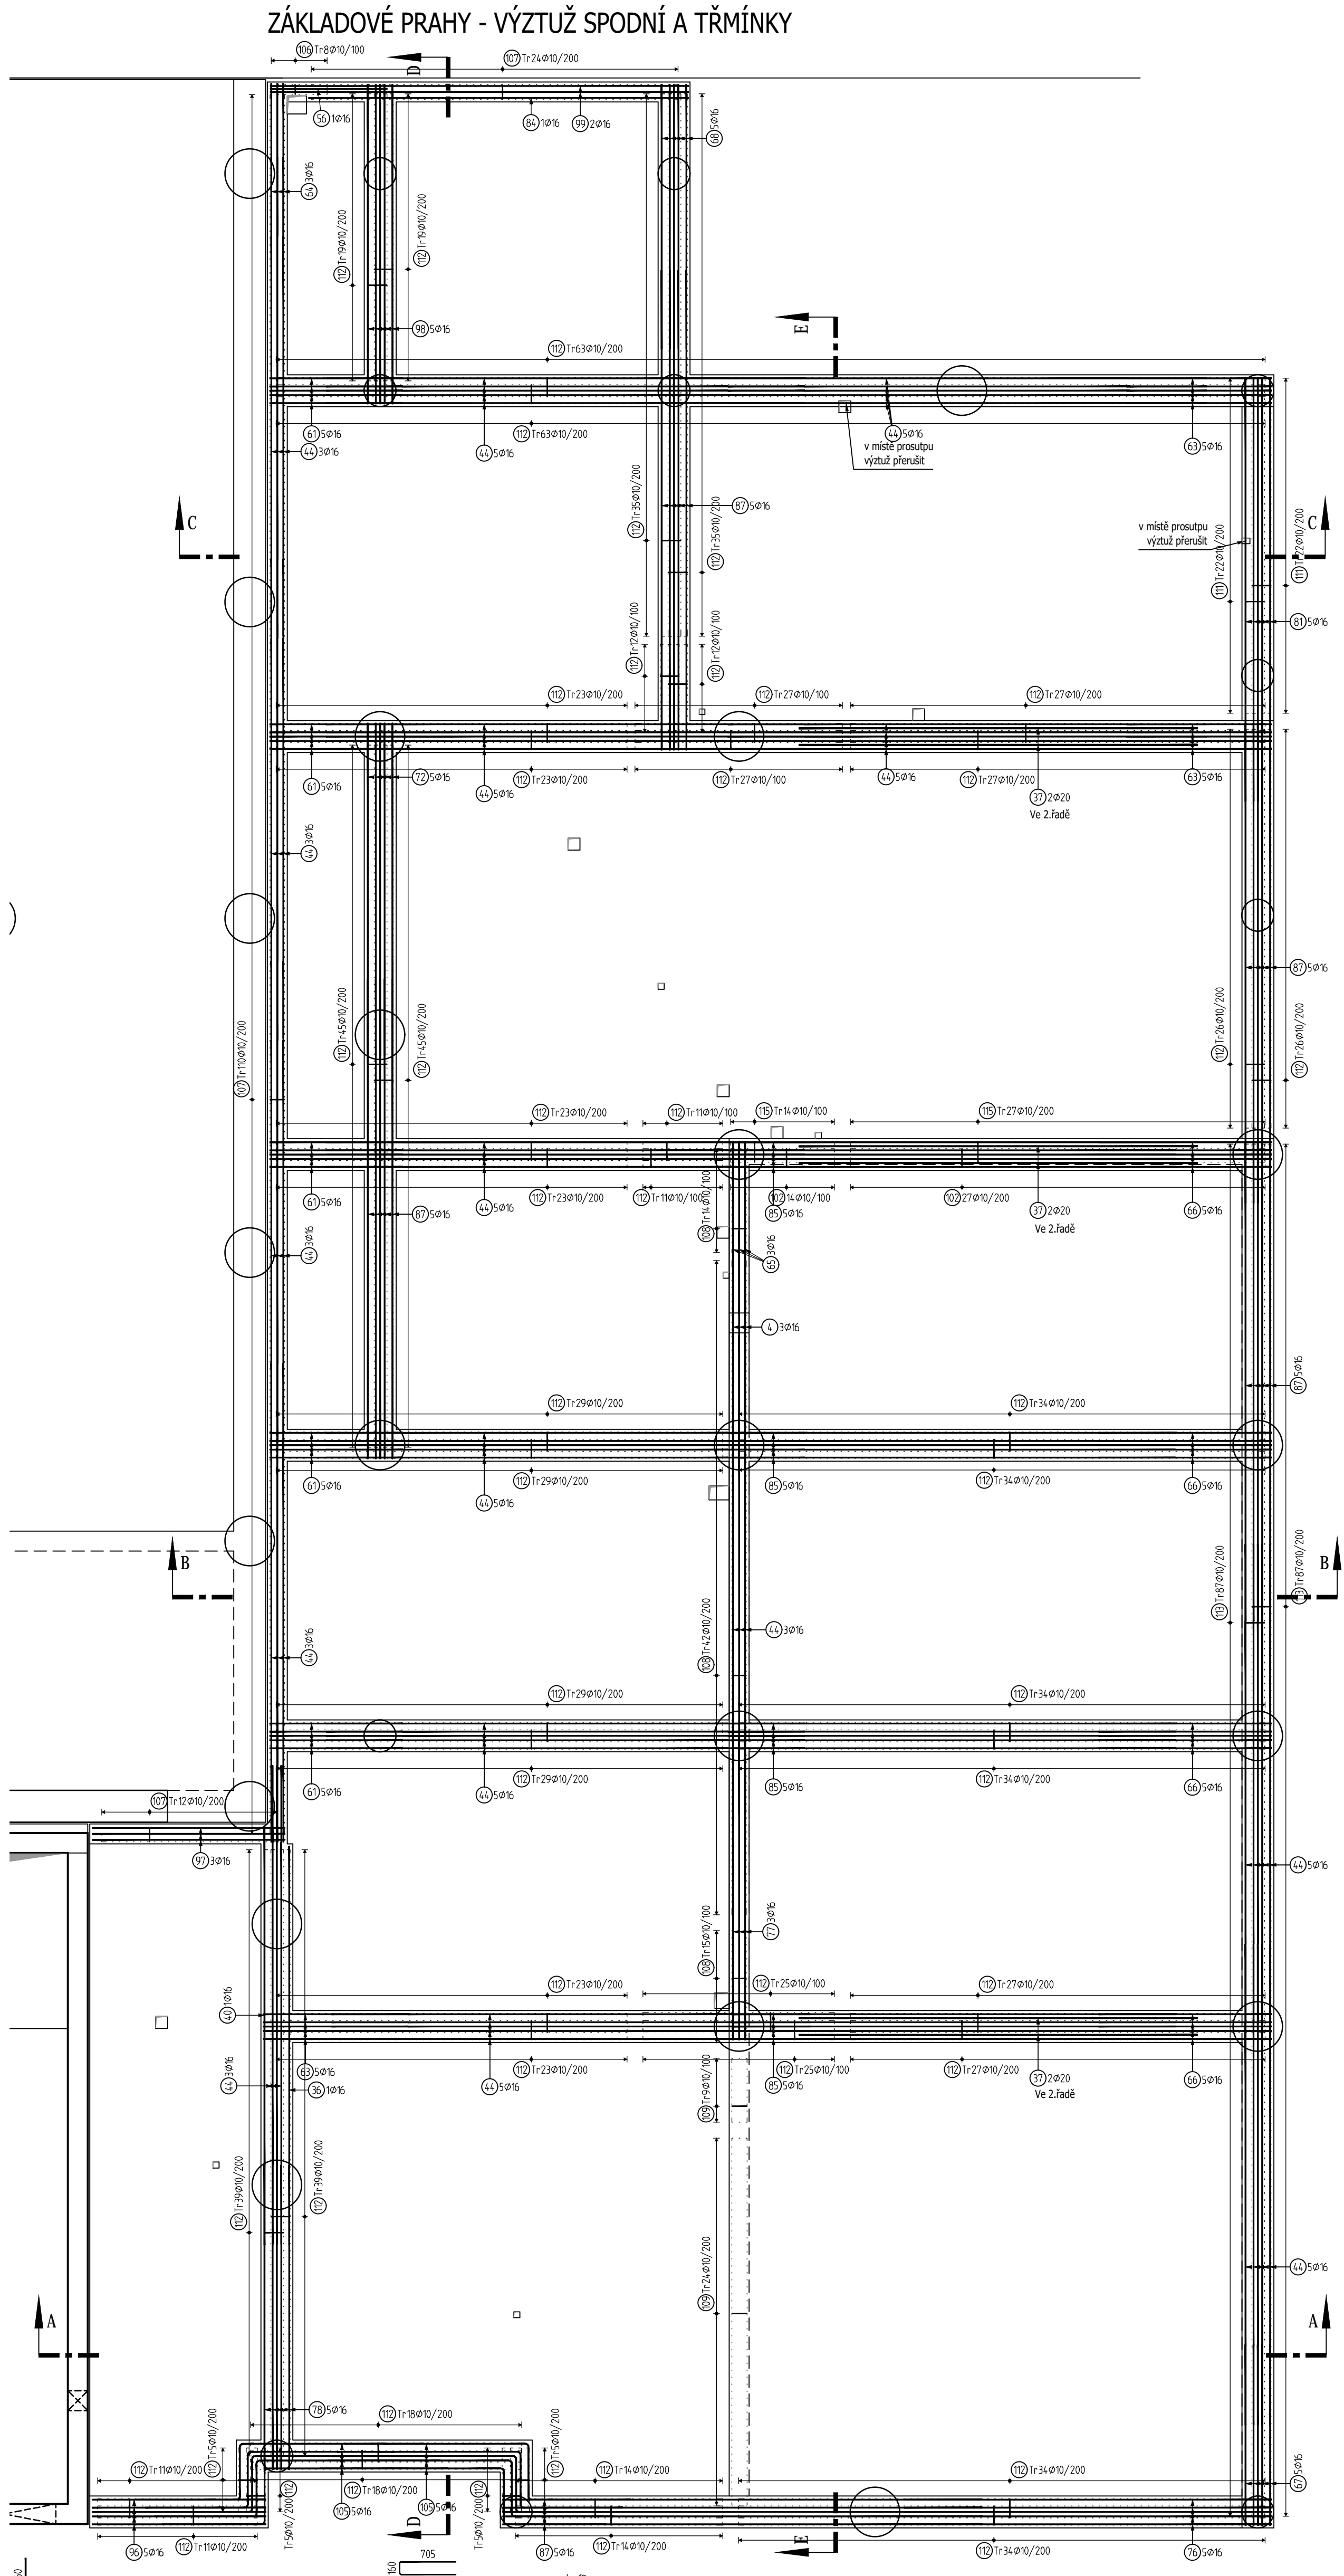 ZÁKLADOVÉ PRAHY - VÝZTUŽ SPODNÍ A TŘMÍNKY
106 Tr8Ø10/100
D
107 Tr24Ø10/200
56 1Ø16
84 1Ø16
99 2Ø16
68 5Ø16
64 3Ø16
112 Tr19Ø10/200
112 Tr19Ø10/200
98 5Ø16
E
112 Tr63Ø10/200
61 5Ø16
112 Tr63Ø10/200
44 5Ø16
63 5Ø16
44 3Ø16
44 5Ø16
v místě prosutpu
výztuž přerušit
112 Tr35Ø10/200
87 5Ø16
112 Tr35Ø10/200
C
C
v místě prosutpu
výztuž přerušit
111 Tr22Ø10/200
111 Tr22Ø10/200
112 Tr12Ø10/100
112 Tr12Ø10/100
81 5Ø16
112 Tr23Ø10/200
112 Tr27Ø10/100
112 Tr27Ø10/200
61 5Ø16
72 5Ø16
44 5Ø16
112 Tr23Ø10/200
112 Tr27Ø10/100
44 5Ø16
112 Tr27Ø10/200
63 5Ø16
37 2Ø20
Ve 2.řadě
44 3Ø16
87 5Ø16
107 Tr110Ø10/200
112 Tr45Ø10/200
112 Tr45Ø10/200
112 Tr26Ø10/200
112 Tr26Ø10/200
112 Tr23Ø10/200
112 Tr11Ø10/100
115 Tr14Ø10/100
115 Tr27Ø10/200
61 5Ø16
44 5Ø16
112 Tr23Ø10/200
112 Tr11Ø10/100
102 14Ø10/100
102 27Ø10/200
87 5Ø16
108 Tr14Ø10/100
85 5Ø16
37 2Ø20
66 5Ø16
Ve 2.řadě
44 3Ø16
65 3Ø16
4 3Ø16
87 5Ø16
112 Tr29Ø10/200
112 Tr34Ø10/200
61 5Ø16
112 Tr29Ø10/200
85 5Ø16
112 Tr34Ø10/200
66 5Ø16
44 5Ø16
B
B
113 Tr87Ø10/200
113 Tr87Ø10/200
44 3Ø16
108 Tr42Ø10/200
44 3Ø16
112 Tr29Ø10/200
112 Tr34Ø10/200
61 5Ø16
112 Tr29Ø10/200
44 5Ø16
85 5Ø16
112 Tr34Ø10/200
66 5Ø16
107 Tr12Ø10/200
97 3Ø16
44 5Ø16
108 Tr15Ø10/100
77 3Ø16
112 Tr23Ø10/200
112 Tr25Ø10/100
112 Tr27Ø10/200
40 1Ø16
44 3Ø16
63 5Ø16
36 1Ø16
112 Tr23Ø10/200
44 5Ø16
112 Tr25Ø10/100
85 5Ø16
112 Tr27Ø10/200
37 2Ø20
66 5Ø16
Ve 2.řadě
109 Tr9Ø10/100
112 Tr39Ø10/200
112 Tr39Ø10/200
109 Tr24Ø10/200
44 5Ø16
A
A
78 5Ø16
112 Tr18Ø10/200
112 Tr11Ø10/200
112 Tr5Ø10/200
112 Tr5Ø10/200
112 Tr14Ø10/200
112 Tr34Ø10/200
67 5Ø16
112 Tr18Ø10/200
105 5Ø16
105 5Ø16
Tr5Ø10/200 112
Tr5Ø10/200 112
D
E
96 5Ø16
112 Tr11Ø10/200
87 5Ø16
112 Tr14Ø10/200
112 Tr34Ø10/200
76 5Ø16
705
160